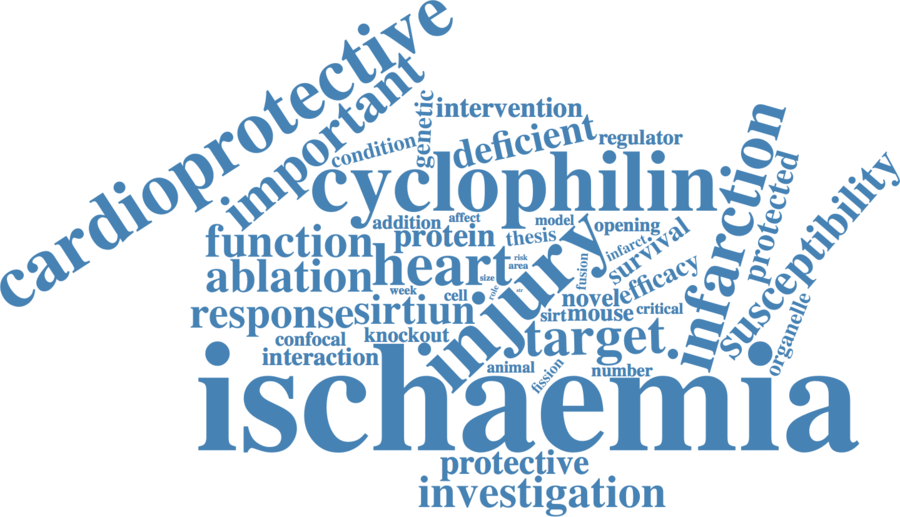 cardioprotective
important
genetic
intervention
condition
deficient
regulator
cyclophilin
infarction
protected
susceptibility
addition
affect
model
opening
function
protein
thesis
infarct
survival
heart
risk
area
fusion
ablation
size
efficacy
injury
week
cell
role
novel
organelle
response
sirtiun
sirt
mouse
critical
confocal
knockout
target
interaction
animal
fission
number
ischaemia
protective
investigation